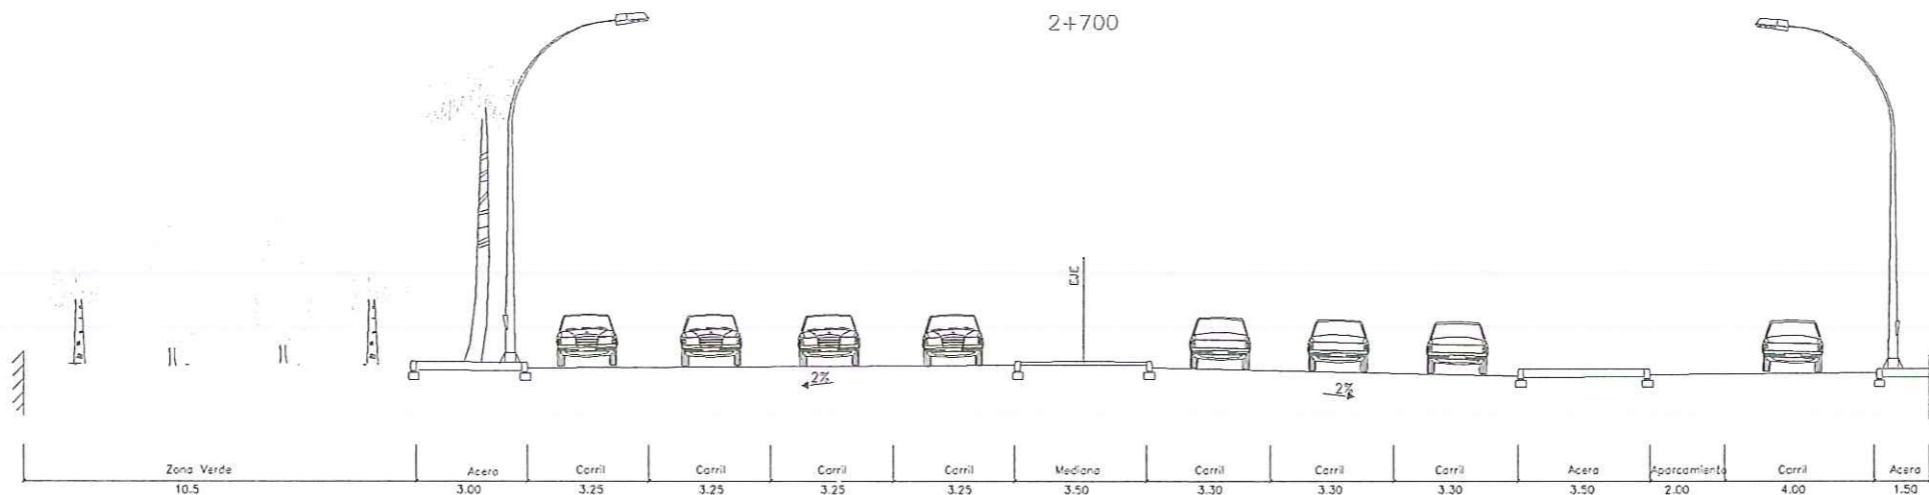 2+700
EJE
2%
2%
Zona Verde Acera Carril Carril Carril Carril Mediana Carril Carril Carril Acera Aparcamiento Carril Acera
10.5 3.00 3.25 3.25 3.25 3.25 3.50 3.30 3.30 3.30 3.50 2.00 4.00 1.50